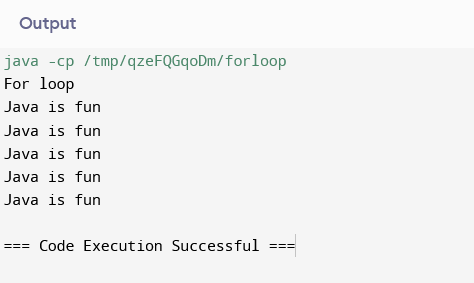 Output
java -cp /tmp/qzeFQGqoDm/forloop
For loop
Java is fun
Java is fun
Java is fun
Java is fun
Java is fun
=== Code Execution Successful ===